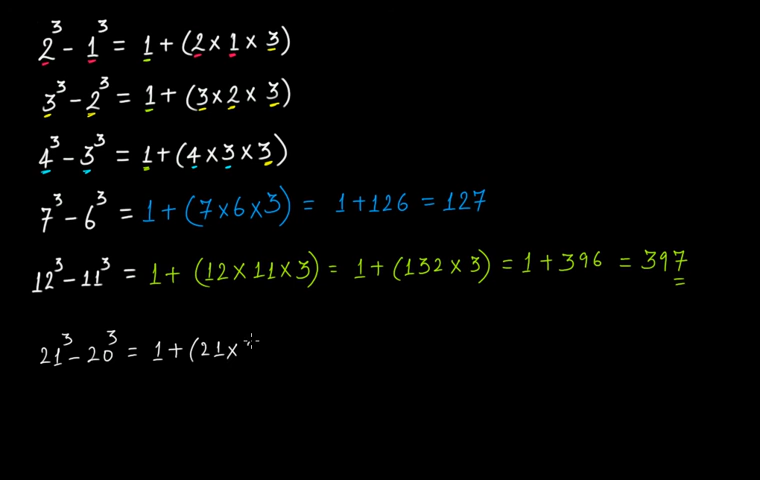 2³ - 1³ = 1 + (2 × 1 × 3)
3³ - 2³ = 1 + (3 × 2 × 3)
4³ - 3³ = 1 + (4 × 3 × 3)
7³ - 6³ = 1 + (7 × 6 × 3) = 1 + 126 = 127
12³ - 11³ = 1 + (12 × 11 × 3) = 1 + (132 × 3) = 1 + 396 = 397
21³ - 20³ = 1 + (21 ×